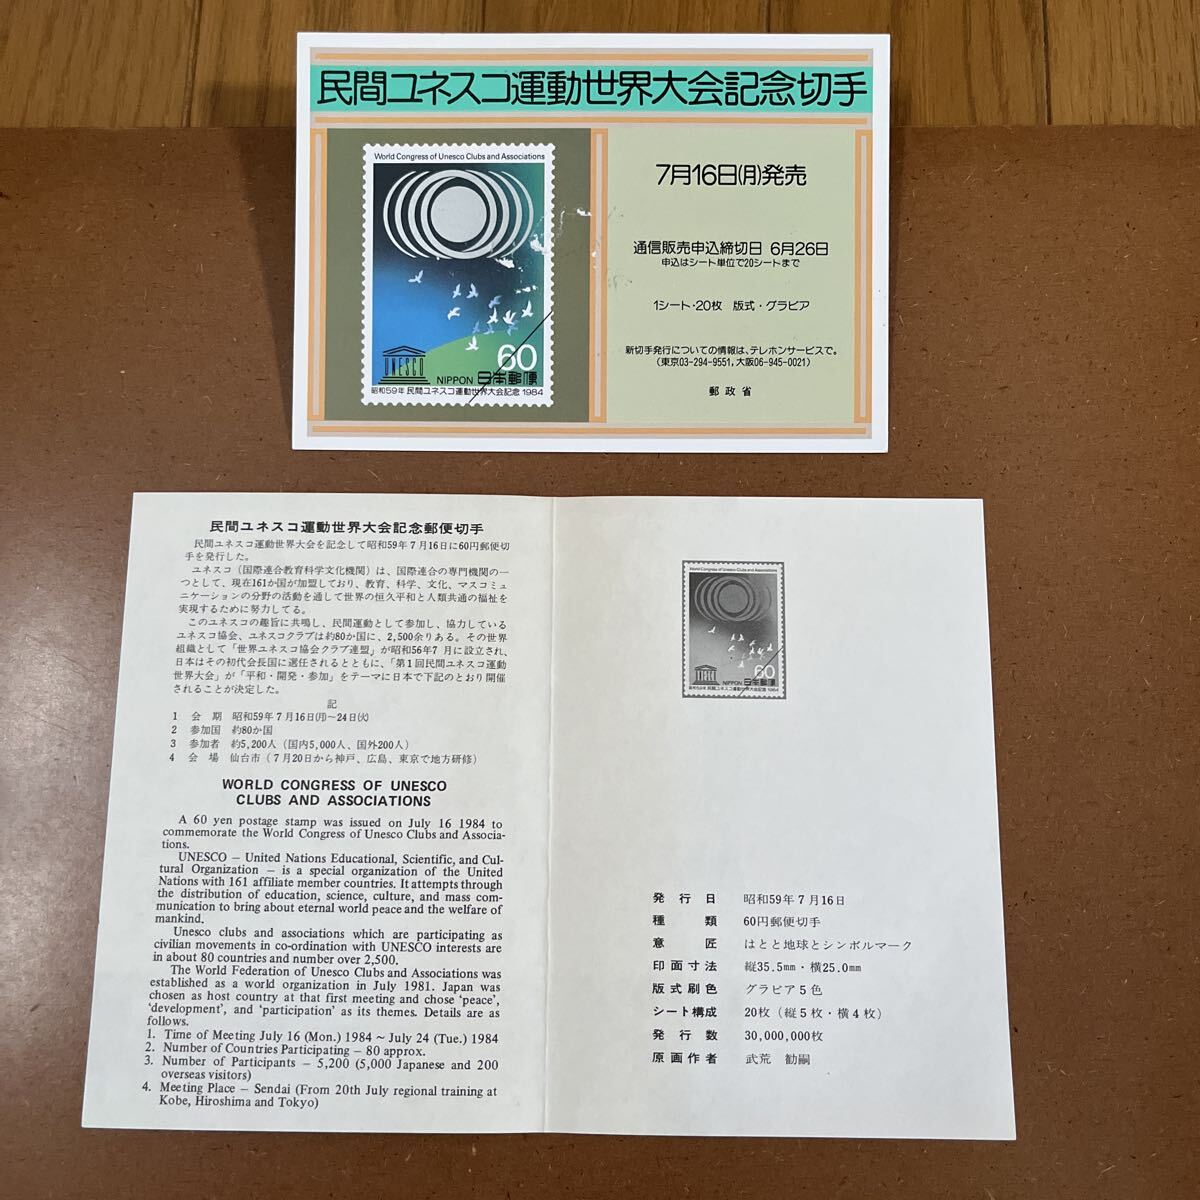 民間ユネスコ運動世界大会記念切手
World Congress of Unesco Clubs and Associations
UNESCO
60
NIPPON 日本郵便
昭和59年 民間ユネスコ運動世界大会記念 1984
7月16日(月)発売
通信販売申込締切日 6月26日
申込はシート単位で20シートまで
1シート・20枚 版式・グラビア
新切手発行についての情報は、テレホンサービスで。
(東京03-294-9551,大阪06-945-0021)
郵政省
民間ユネスコ運動世界大会記念郵便切手
民間ユネスコ運動世界大会を記念して昭和59年7月16日に60円郵便切
手を発行した。
ユネスコ（国際連合教育科学文化機関）は、国際連合の専門機関の一
つとして、現在161か国が加盟しており、教育、科学、文化、マスコミュ
ニケーションの分野の活動を通して世界の恒久平和と人類共通の福祉を
実現するために努力してる。
このユネスコの趣旨に共鳴し、民間運動として参加し、協力している
ユネスコ協会、ユネスコクラブは約80か国に、2,500余りある。その世界
組織として「世界ユネスコ協会クラブ連盟」が昭和56年7月に設立され、
日本はその初代会長国に選任されるとともに、「第1回民間ユネスコ運動
世界大会」が「平和・開発・参加」をテーマに日本で下記のとおり開催
されることが決定した。
記
1 会 期 昭和59年7月16日(月)～24日(火)
2 参加国 約80か国
3 参加者 約5,200人（国内5,000人、国外200人）
4 会 場 仙台市（7月20日から神戸、広島、東京で地方研修）
WORLD CONGRESS OF UNESCO
CLUBS AND ASSOCIATIONS
A 60 yen postage stamp was issued on July 16 1984 to
commemorate the World Congress of Unesco Clubs and Associa-
tions.
UNESCO – United Nations Educational, Scientific, and Cul-
tural Organization – is a special organization of the United
Nations with 161 affiliate member countries. It attempts through
the distribution of education, science, culture, and mass com-
munication to bring about eternal world peace and the welfare of
mankind.
Unesco clubs and associations which are participating as
civilian movements in co-ordination with UNESCO interests are
in about 80 countries and number over 2,500.
The World Federation of Unesco Clubs and Associations was
established as a world organization in July 1981. Japan was
chosen as host country at that first meeting and chose 'peace',
'development', and 'participation' as its themes. Details are as
follows.
1. Time of Meeting July 16 (Mon.) 1984 ~ July 24 (Tue.) 1984
2. Number of Countries Participating – 80 approx.
3. Number of Participants – 5,200 (5,000 Japanese and 200
overseas visitors)
4. Meeting Place – Sendai (From 20th July regional training at
Kobe, Hiroshima and Tokyo)
World Congress of Unesco Clubs and Associations
UNESCO
60
NIPPON 日本郵便
昭和59年 民間ユネスコ運動世界大会記念 1984
発行日 昭和59年7月16日
種類 60円郵便切手
意匠 はとと地球とシンボルマーク
印面寸法 縦35.5mm・横25.0mm
版式刷色 グラビア5色
シート構成 20枚（縦5枚・横4枚）
発行数 30,000,000枚
原画作者 武荒 勧嗣